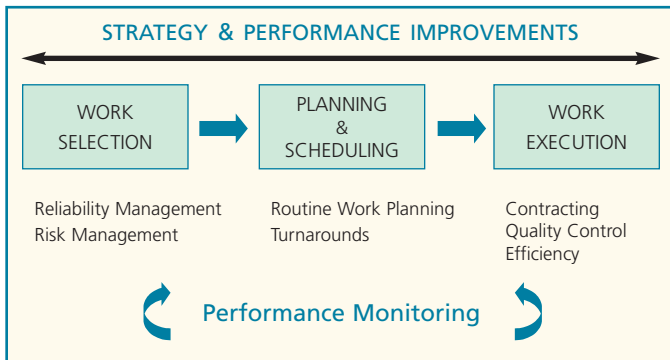 STRATEGY & PERFORMANCE IMPROVEMENTS
WORK
SELECTION
PLANNING
&
SCHEDULING
WORK
EXECUTION
Reliability Management
Risk Management
Routine Work Planning
Turnarounds
Contracting
Quality Control
Efficiency
Performance Monitoring